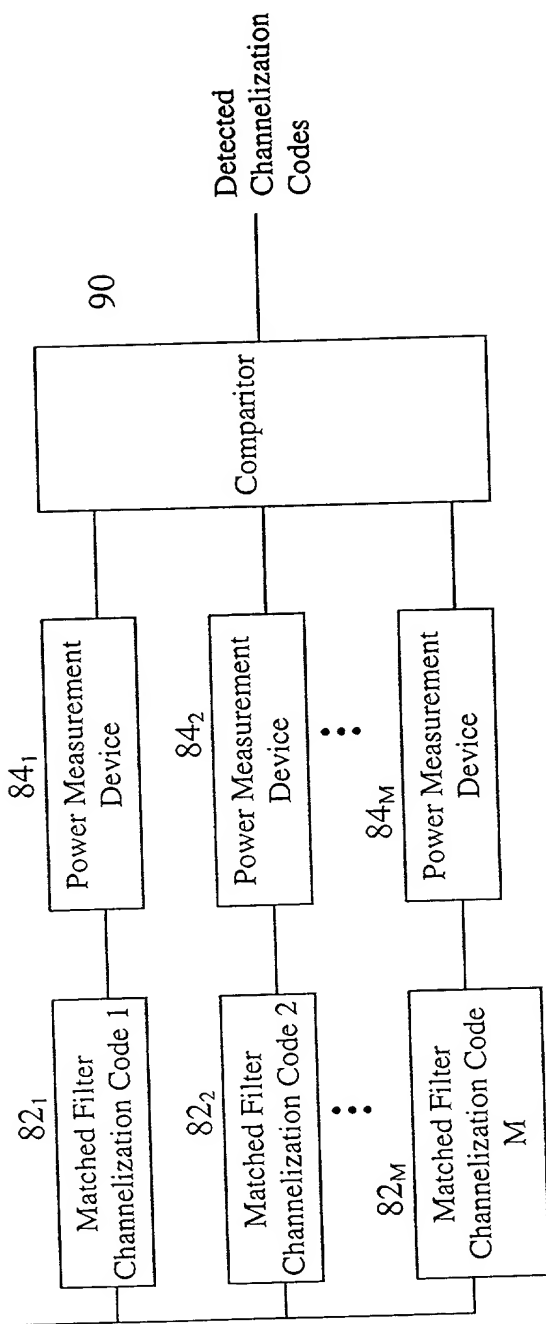 82₁
Matched Filter
Channelization Code 1
84₁
Power Measurement
Device
82₂
Matched Filter
Channelization Code 2
84₂
Power Measurement
Device
82M
Matched Filter
Channelization Code
M
84M
Power Measurement
Device
90
Comparitor
Detected
Channelization
Codes